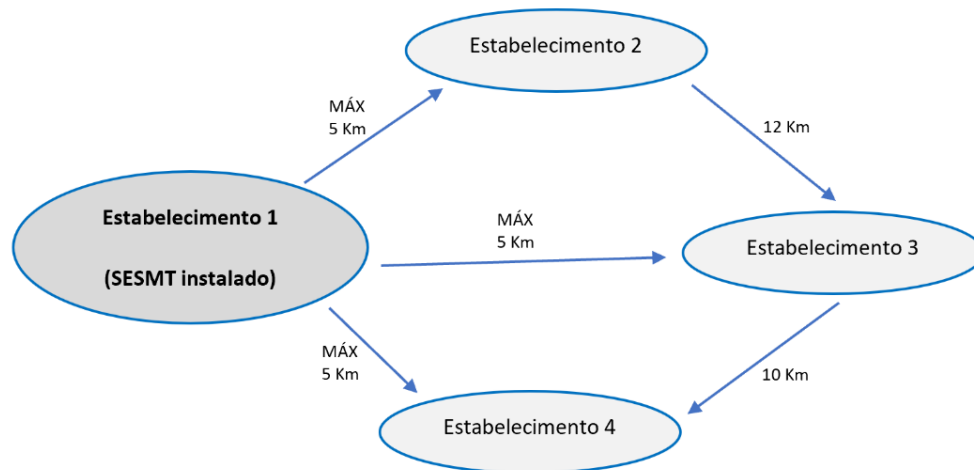 Estabelecimento 2
MÁX
5 Km
12 Km
Estabelecimento 1
(SESMT instalado)
MÁX
5 Km
Estabelecimento 3
MÁX
5 Km
10 Km
Estabelecimento 4